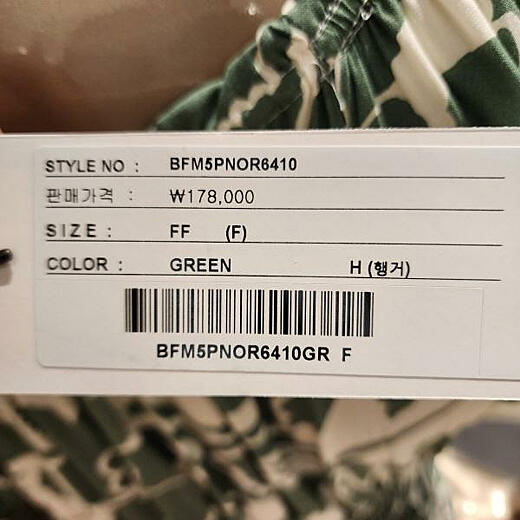 STYLE NO : BFM5PNOR6410
판매가격 : ₩178,000
SIZE : FF (F)
COLOR : GREEN H (행거)
BFM5PNOR6410GR F